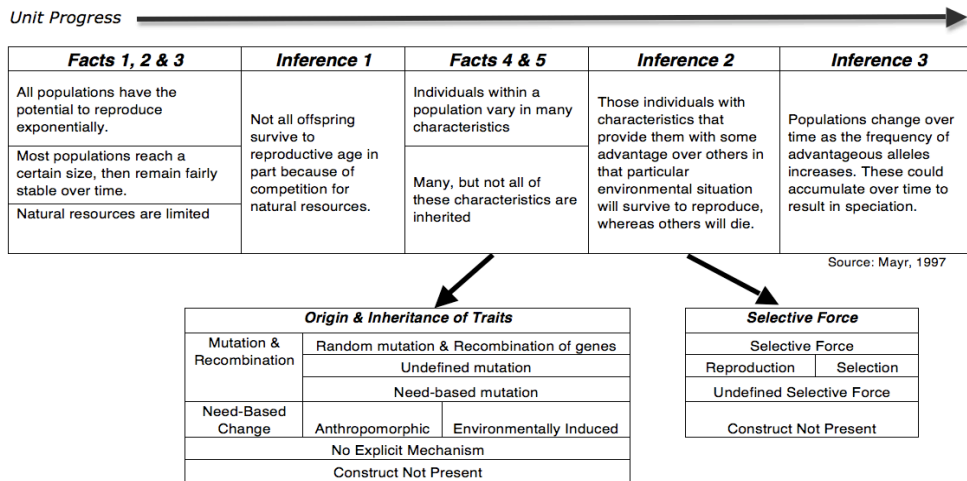 Unit Progress
Facts 1, 2 & 3
Inference 1
Facts 4 & 5
Inference 2
Inference 3
All populations have the
potential to reproduce
exponentially.
Most populations reach a
certain size, then remain fairly
stable over time.
Natural resources are limited
Not all offspring
survive to
reproductive age in
part because of
competition for
natural resources.
Individuals within a
population vary in many
characteristics
Many, but not all of
these characteristics are
inherited
Those individuals with
characteristics that
provide them with some
advantage over others in
that particular
environmental situation
will survive to reproduce,
whereas others will die.
Populations change over
time as the frequency of
advantageous alleles
increases. These could
accumulate over time to
result in speciation.
Source: Mayr, 1997
Origin & Inheritance of Traits
Mutation &
Recombination
Random mutation & Recombination of genes
Undefined mutation
Need-based mutation
Need-Based
Change
Anthropomorphic
Environmentally Induced
No Explicit Mechanism
Construct Not Present
Selective Force
Selective Force
Reproduction
Selection
Undefined Selective Force
Construct Not Present